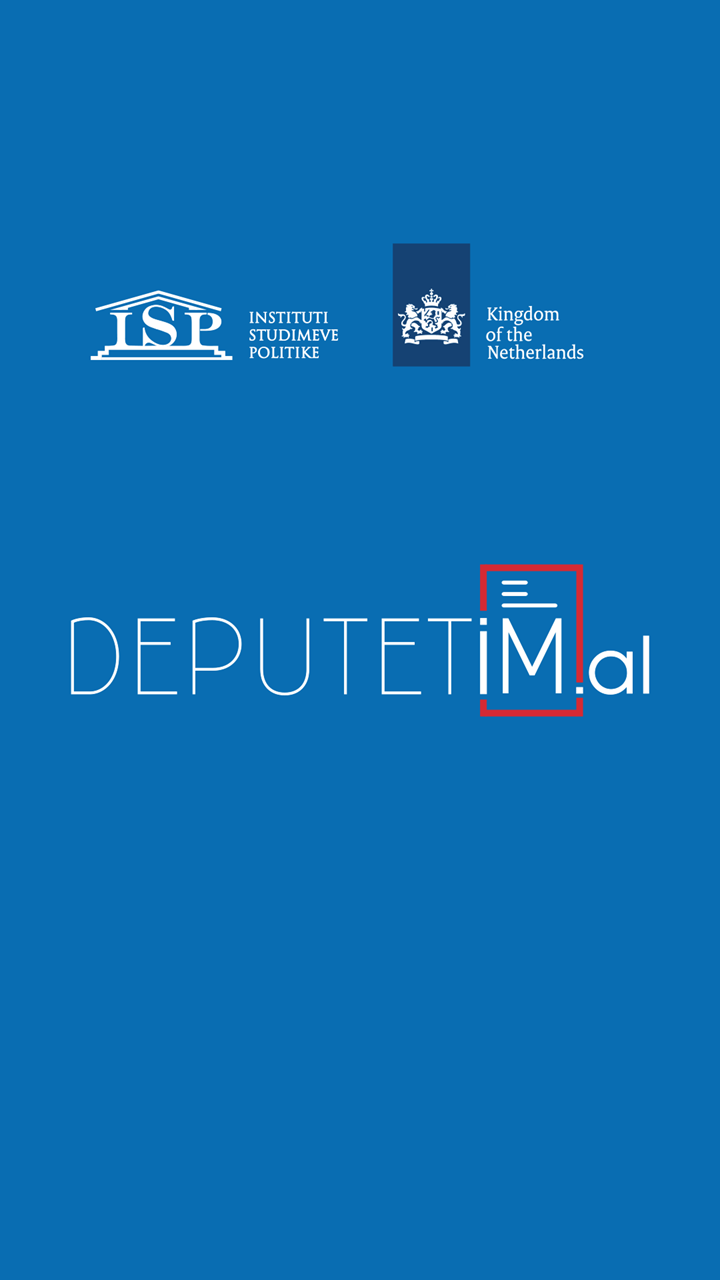 ISP
INSTITUTI
STUDIMEVE
POLITIKE
Kingdom
of the
Netherlands
DEPUTETiM.al